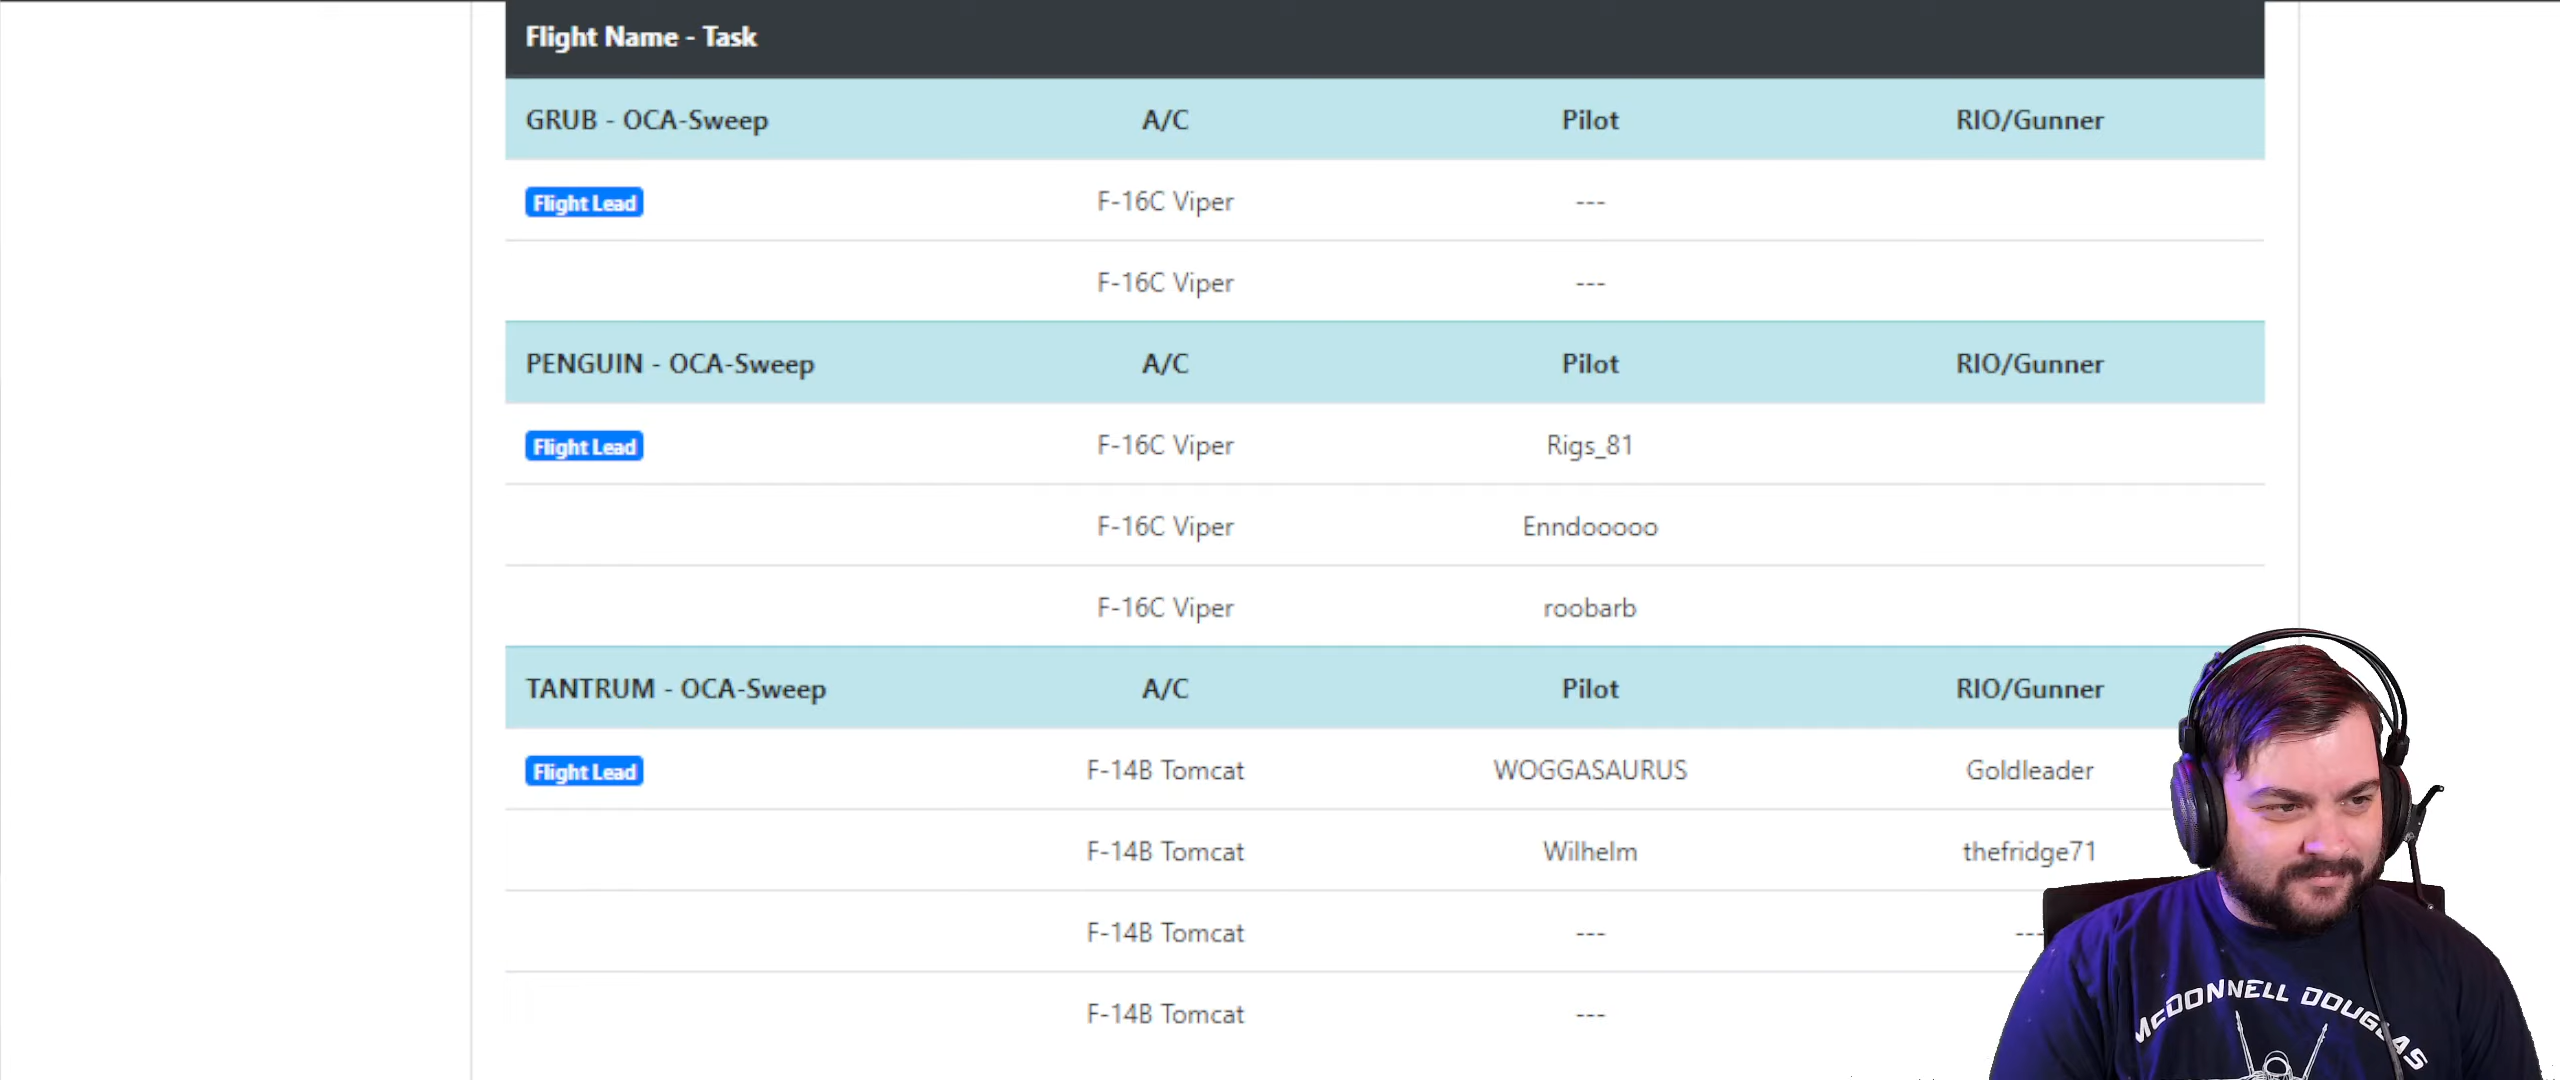 Flight Name - Task
GRUB - OCA-Sweep A/C Pilot RIO/Gunner
Flight Lead F-16C Viper ---
F-16C Viper ---
PENGUIN - OCA-Sweep A/C Pilot RIO/Gunner
Flight Lead F-16C Viper Rigs_81
F-16C Viper Enndooooo
F-16C Viper roobarb
TANTRUM - OCA-Sweep A/C Pilot RIO/Gunner
Flight Lead F-14B Tomcat WOGGASAURUS Goldleader
F-14B Tomcat Wilhelm thefridge71
F-14B Tomcat --- ---
F-14B Tomcat ---
MCDONNELL DOUGLAS